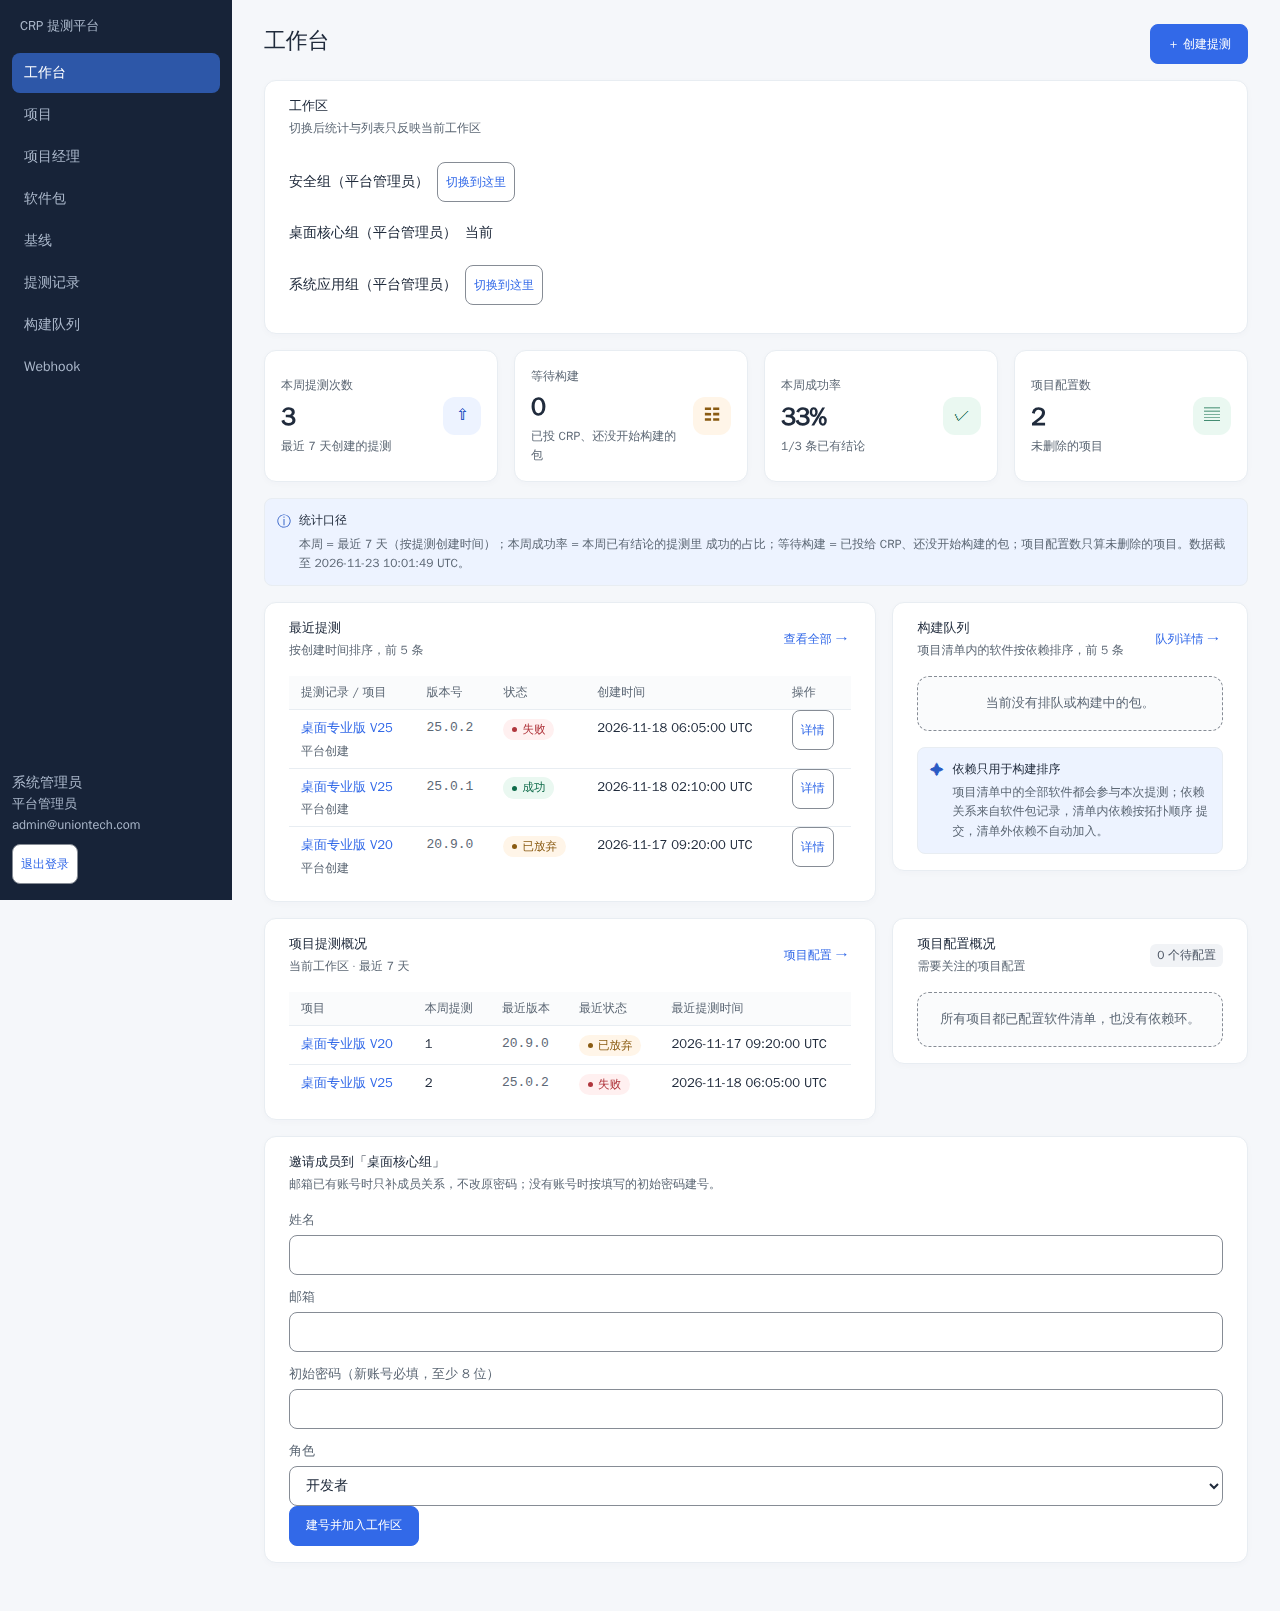 CRP 提测平台
工作台
项目
项目经理
软件包
基线
提测记录
构建队列
Webhook
系统管理员
平台管理员
admin@uniontech.com
退出登录
工作台
＋ 创建提测
工作区
切换后统计与列表只反映当前工作区
安全组（平台管理员） 切换到这里
桌面核心组（平台管理员） 当前
系统应用组（平台管理员） 切换到这里
本周提测次数
3
最近 7 天创建的提测
等待构建
0
已投 CRP、还没开始构建的
包
本周成功率
33%
1/3 条已有结论
项目配置数
2
未删除的项目
统计口径
本周 = 最近 7 天（按提测创建时间）；本周成功率 = 本周已有结论的提测里 成功的占比；等待构建 = 已投给 CRP、还没开始构建的包；项目配置数只算未删除的项目。数据截
至 2026-11-23 10:01:49 UTC。
最近提测
按创建时间排序，前 5 条
查看全部 →
提测记录 / 项目 版本号 状态 创建时间 操作
桌面专业版 V25 25.0.2 失败 2026-11-18 06:05:00 UTC 详情
平台创建
桌面专业版 V25 25.0.1 成功 2026-11-18 02:10:00 UTC 详情
平台创建
桌面专业版 V20 20.9.0 已放弃 2026-11-17 09:20:00 UTC 详情
平台创建
构建队列
项目清单内的软件按依赖排序，前 5 条
队列详情 →
当前没有排队或构建中的包。
依赖只用于构建排序
项目清单中的全部软件都会参与本次提测；依赖
关系来自软件包记录，清单内依赖按拓扑顺序 提
交，清单外依赖不自动加入。
项目提测概况
当前工作区 · 最近 7 天
项目配置 →
项目 本周提测 最近版本 最近状态 最近提测时间
桌面专业版 V20 1 20.9.0 已放弃 2026-11-17 09:20:00 UTC
桌面专业版 V25 2 25.0.2 失败 2026-11-18 06:05:00 UTC
项目配置概况
需要关注的项目配置
0 个待配置
所有项目都已配置软件清单，也没有依赖环。
邀请成员到「桌面核心组」
邮箱已有账号时只补成员关系，不改原密码；没有账号时按填写的初始密码建号。
姓名
邮箱
初始密码（新账号必填，至少 8 位）
角色
开发者
建号并加入工作区